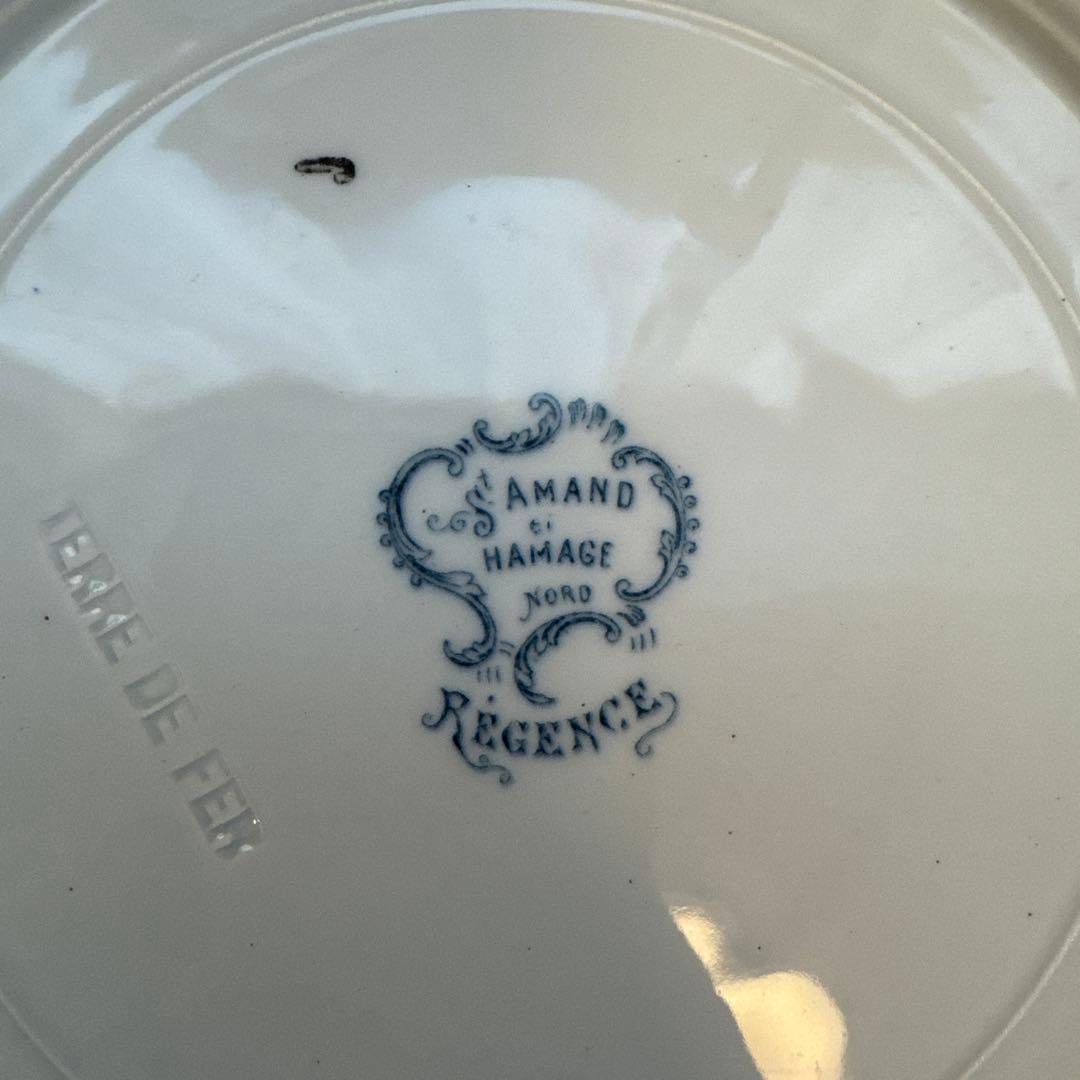 St AMAND
et
HAMAGE
NORD
RÉGENCE
TERRE DE FER